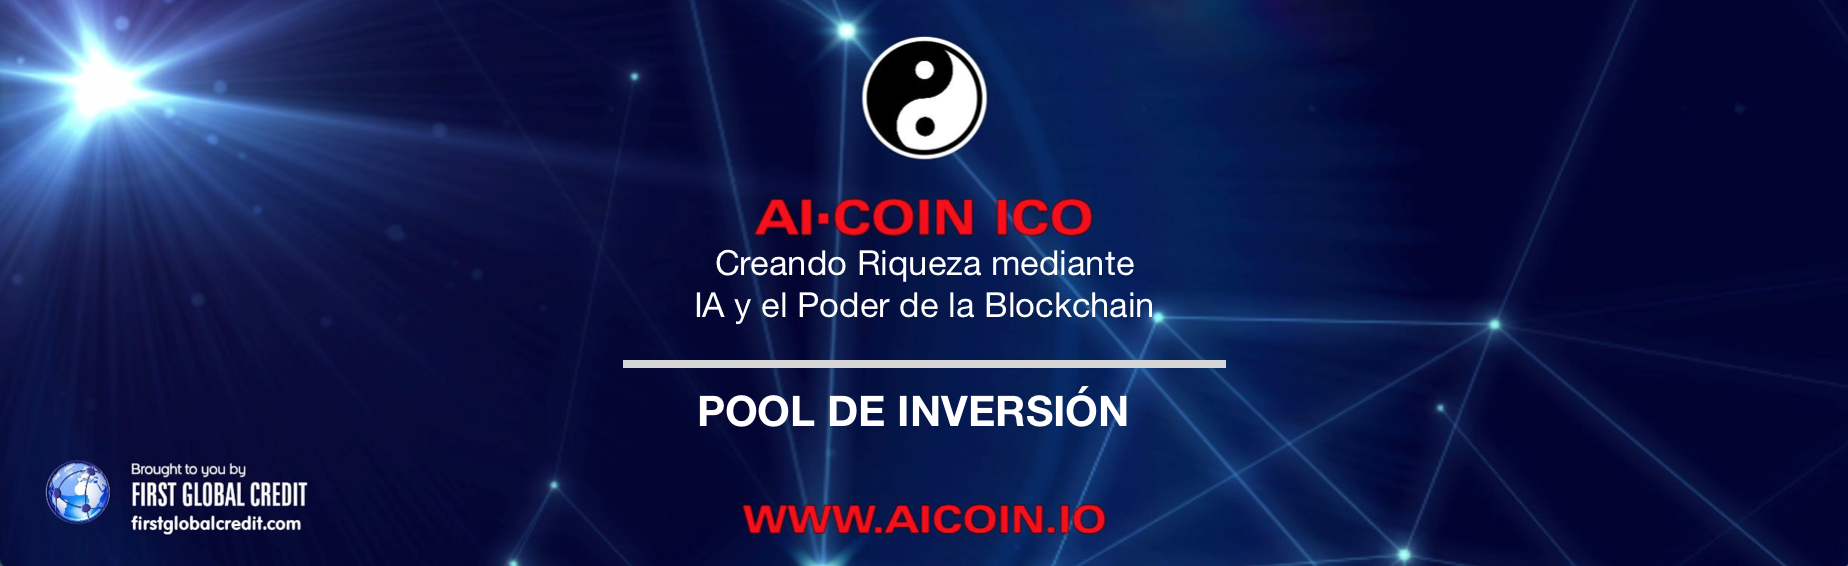 AI·COIN ICO
Creando Riqueza mediante
IA y el Poder de la Blockchain
POOL DE INVERSIÓN
Brought to you by
FIRST GLOBAL CREDIT
firstglobalcredit.com
WWW.AICOIN.IO